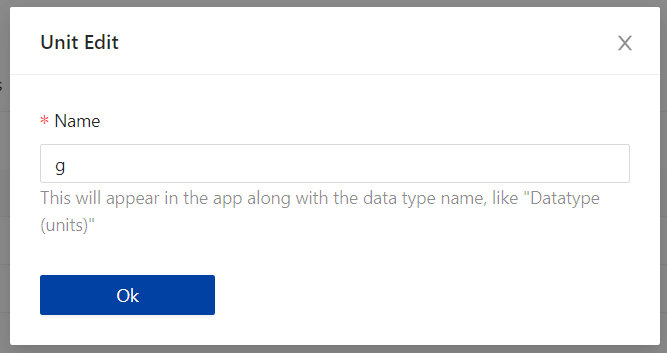 Unit Edit
* Name
g
This will appear in the app along with the data type name, like "Datatype
(units)"
Ok